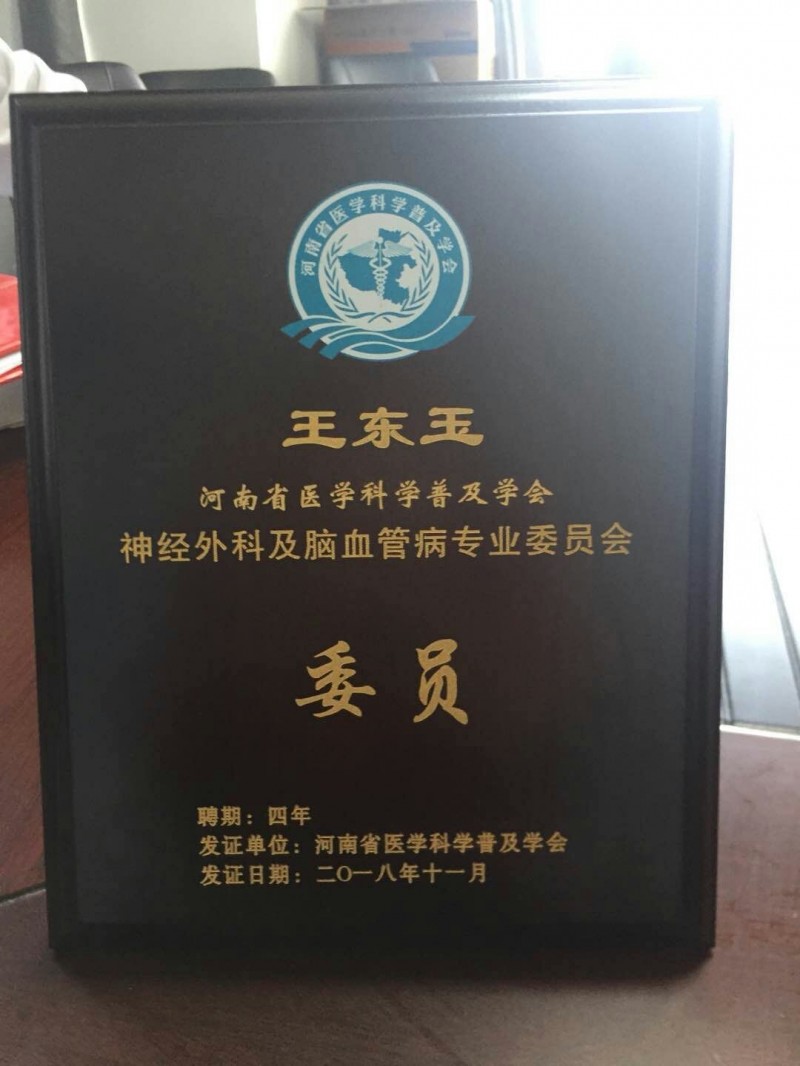 河南省医学科学普及学会
王东玉
河南省医学科学普及学会
神经外科及脑血管病专业委员会
委员
聘期：四年
发证单位：河南省医学科学普及学会
发证日期：二〇一八年十一月